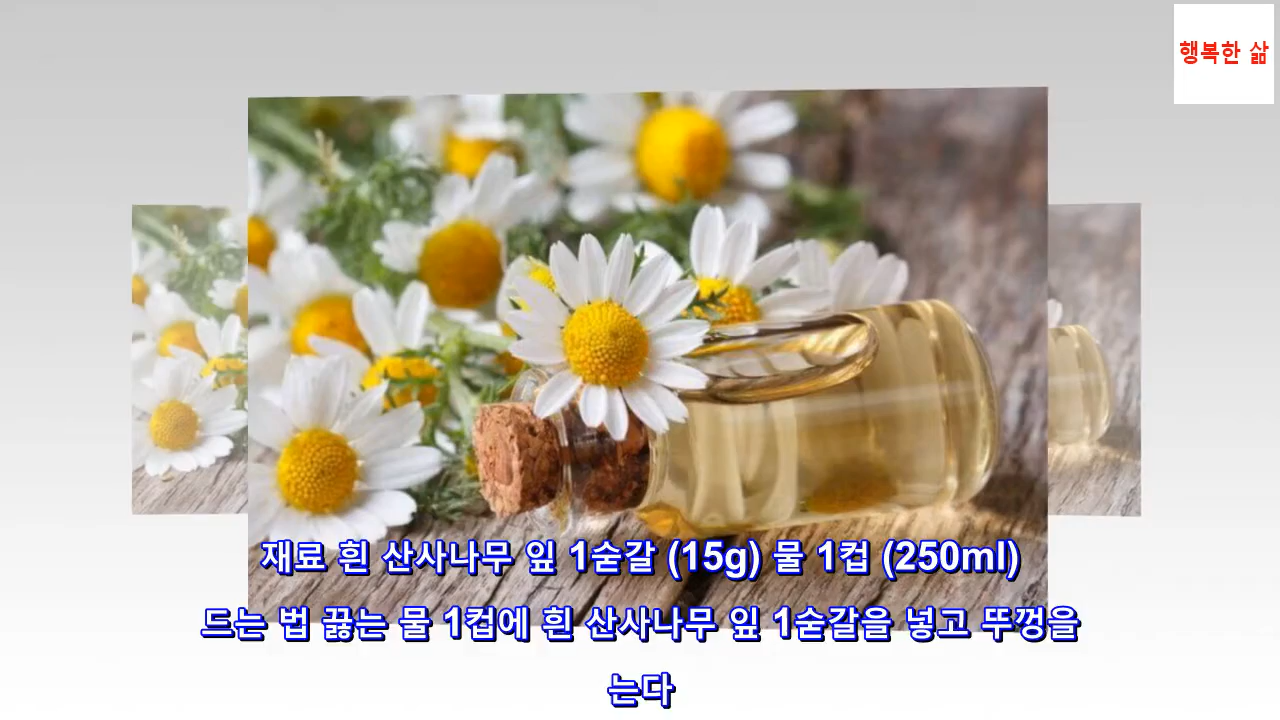 행복한 삶
재료 흰 산사나무 잎 1숟갈 (15g) 물 1컵 (250ml)
드는 법 끓는 물 1컵에 흰 산사나무 잎 1숟갈을 넣고 뚜껑을
는다